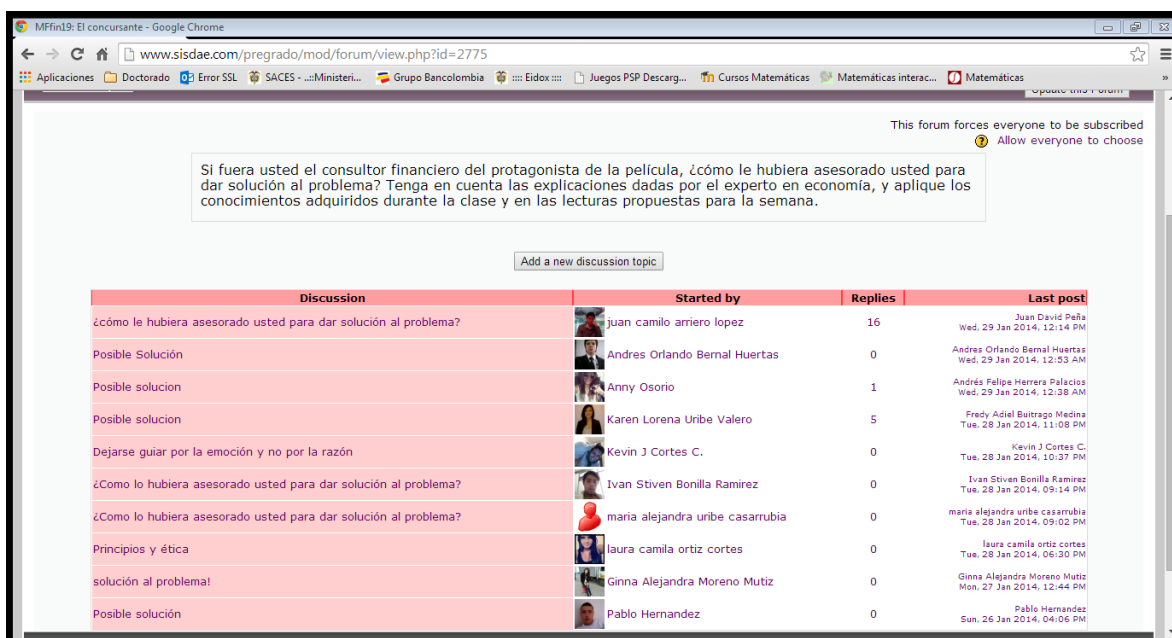 MFfin19: El concursante - Google Chrome
www.sisdae.com/pregrado/mod/forum/view.php?id=2775
Aplicaciones Doctorado Error SSL SACES - ..::Ministeri... Grupo Bancolombia :::: Eidox :::: Juegos PSP Descarg... Cursos Matemáticas Matemáticas interac... Matemáticas »
Update this Forum
This forum forces everyone to be subscribed
Allow everyone to choose
Si fuera usted el consultor financiero del protagonista de la película, ¿cómo le hubiera asesorado usted para
dar solución al problema? Tenga en cuenta las explicaciones dadas por el experto en economía, y aplique los
conocimientos adquiridos durante la clase y en las lecturas propuestas para la semana.
Add a new discussion topic
Discussion Started by Replies Last post
¿cómo le hubiera asesorado usted para dar solución al problema? juan camilo arriero lopez 16 Juan David Peña
Wed, 29 Jan 2014, 12:14 PM
Posible Solución Andres Orlando Bernal Huertas 0 Andres Orlando Bernal Huertas
Wed, 29 Jan 2014, 12:53 AM
Posible solucion Anny Osorio 1 Andrés Felipe Herrera Palacios
Wed, 29 Jan 2014, 12:38 AM
Posible solucion Karen Lorena Uribe Valero 5 Fredy Adiel Buitrago Medina
Tue, 28 Jan 2014, 11:08 PM
Dejarse guiar por la emoción y no por la razón Kevin J Cortes C. 0 Kevin J Cortes C.
Tue, 28 Jan 2014, 10:37 PM
¿Como lo hubiera asesorado usted para dar solución al problema? Ivan Stiven Bonilla Ramirez 0 Ivan Stiven Bonilla Ramirez
Tue, 28 Jan 2014, 09:14 PM
¿Como lo hubiera asesorado usted para dar solución al problema? maria alejandra uribe casarrubia 0 maria alejandra uribe casarrubia
Tue, 28 Jan 2014, 09:02 PM
Principios y ética laura camila ortiz cortes 0 laura camila ortiz cortes
Tue, 28 Jan 2014, 06:30 PM
solución al problema! Ginna Alejandra Moreno Mutiz 0 Ginna Alejandra Moreno Mutiz
Mon, 27 Jan 2014, 12:44 PM
Posible solución Pablo Hernandez 0 Pablo Hernandez
Sun, 26 Jan 2014, 04:06 PM